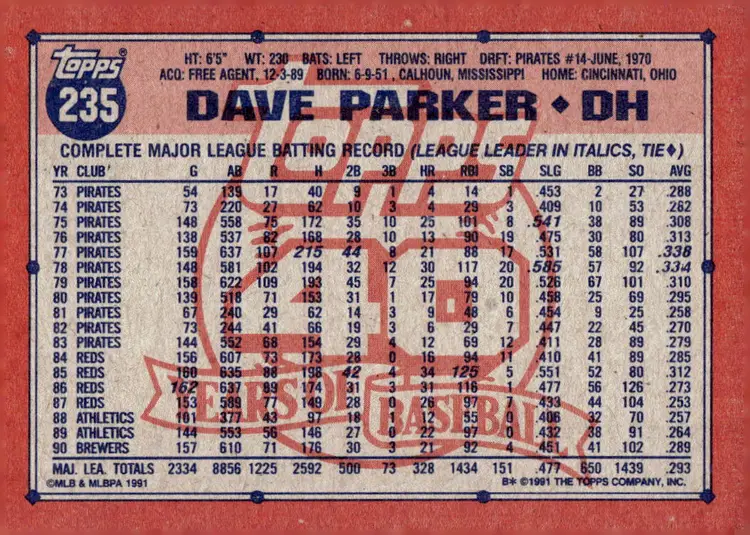 topps
235
HT: 6'5" WT: 230 BATS: LEFT THROWS: RIGHT DRFT: PIRATES #14-JUNE, 1970
ACQ: FREE AGENT, 12-3-89 BORN: 6-9-51, CALHOUN, MISSISSIPPI HOME: CINCINNATI, OHIO
DAVE PARKER ♦ DH
COMPLETE MAJOR LEAGUE BATTING RECORD (LEAGUE LEADER IN ITALICS, TIE♦)
YR CLUB G AB R H 2B 3B HR RBI SB SLG BB SO AVG
73 PIRATES 54 139 17 40 9 1 4 14 1 .453 2 27 .288
74 PIRATES 73 220 27 62 10 3 4 29 3 .409 10 53 .282
75 PIRATES 148 558 75 172 35 10 25 101 8 .541 38 89 .308
76 PIRATES 138 537 82 168 28 10 13 90 19 .475 30 80 .313
77 PIRATES 159 637 107 215 44 8 21 88 17 .531 58 107 .338
78 PIRATES 148 581 102 194 32 12 30 117 20 .585 57 92 .334
79 PIRATES 158 622 109 193 45 7 25 94 20 .526 67 101 .310
80 PIRATES 139 518 71 153 31 1 17 79 10 .458 25 69 .295
81 PIRATES 67 240 29 62 14 3 9 48 6 .454 9 25 .258
82 PIRATES 73 244 41 66 19 3 6 29 7 .447 22 45 .270
83 PIRATES 144 552 68 154 29 4 12 69 12 .411 28 89 .279
84 REDS 156 607 73 173 28 0 16 94 11 .410 41 89 .285
85 REDS 160 635 88 198 42 4 34 125 5 .551 52 80 .312
86 REDS 162 637 89 174 31 3 31 116 1 .477 56 126 .273
87 REDS 153 589 77 149 28 0 26 97 7 .433 44 104 .253
88 ATHLETICS 101 377 43 97 18 1 12 55 0 .406 32 70 .257
89 ATHLETICS 144 553 56 146 27 0 22 97 0 .432 38 91 .264
90 BREWERS 157 610 71 176 30 3 21 92 4 .451 41 102 .289
MAJ. LEA. TOTALS 2334 8856 1225 2592 500 73 328 1434 151 .477 650 1439 .293
©MLB & MLBPA 1991 B* ©1991 THE TOPPS COMPANY, INC.
TOPPS
40
YEARS OF BASEBALL